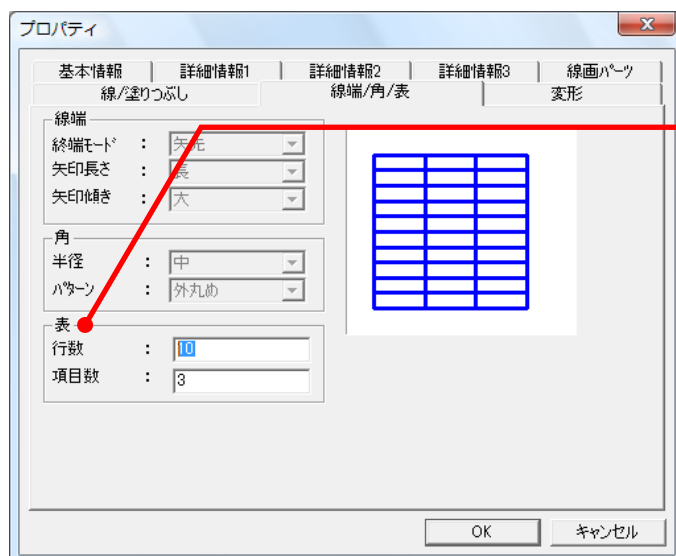 プロパティ
基本情報 詳細情報1 詳細情報2 詳細情報3 線画パーツ
線/塗りつぶし 線端/角/表 変形
線端
終端モード : 矢先
矢印長さ : 長
矢印傾き : 大
角
半径 : 中
パターン : 外丸め
表
行数 : 10
項目数 : 3
OK キャンセル